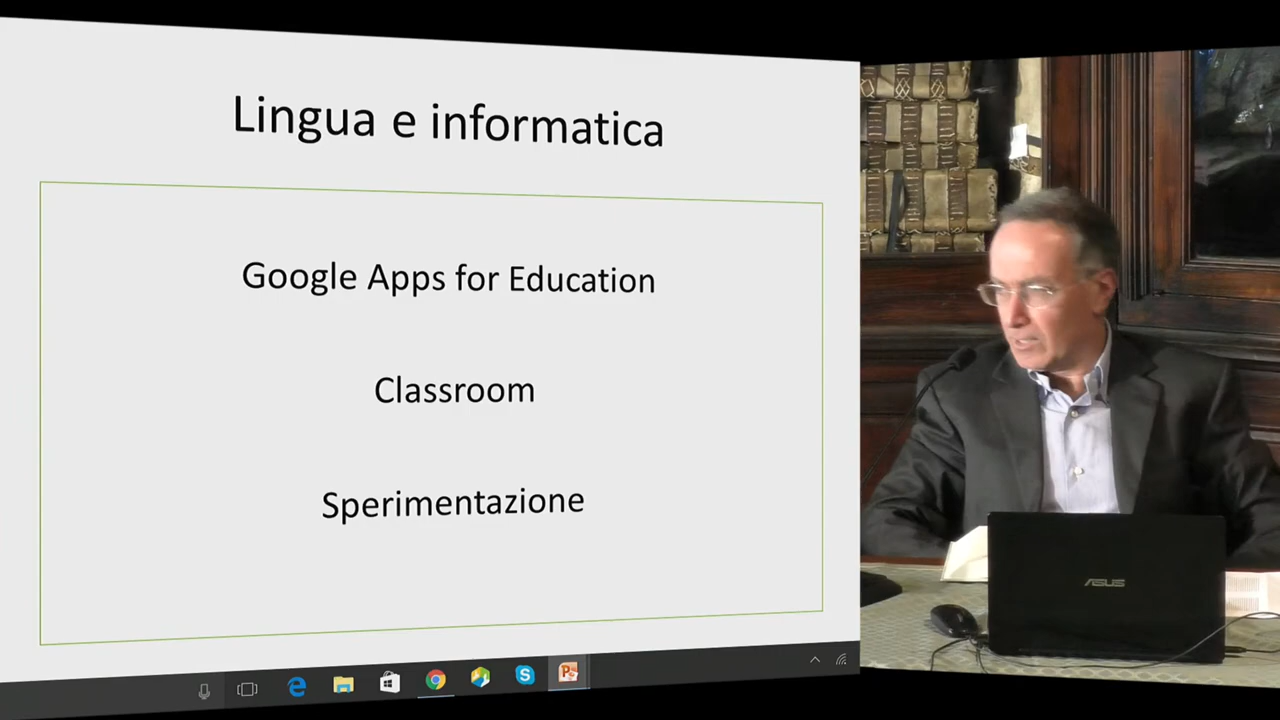 Lingua e informatica
Google Apps for Education
Classroom
Sperimentazione
ASUS